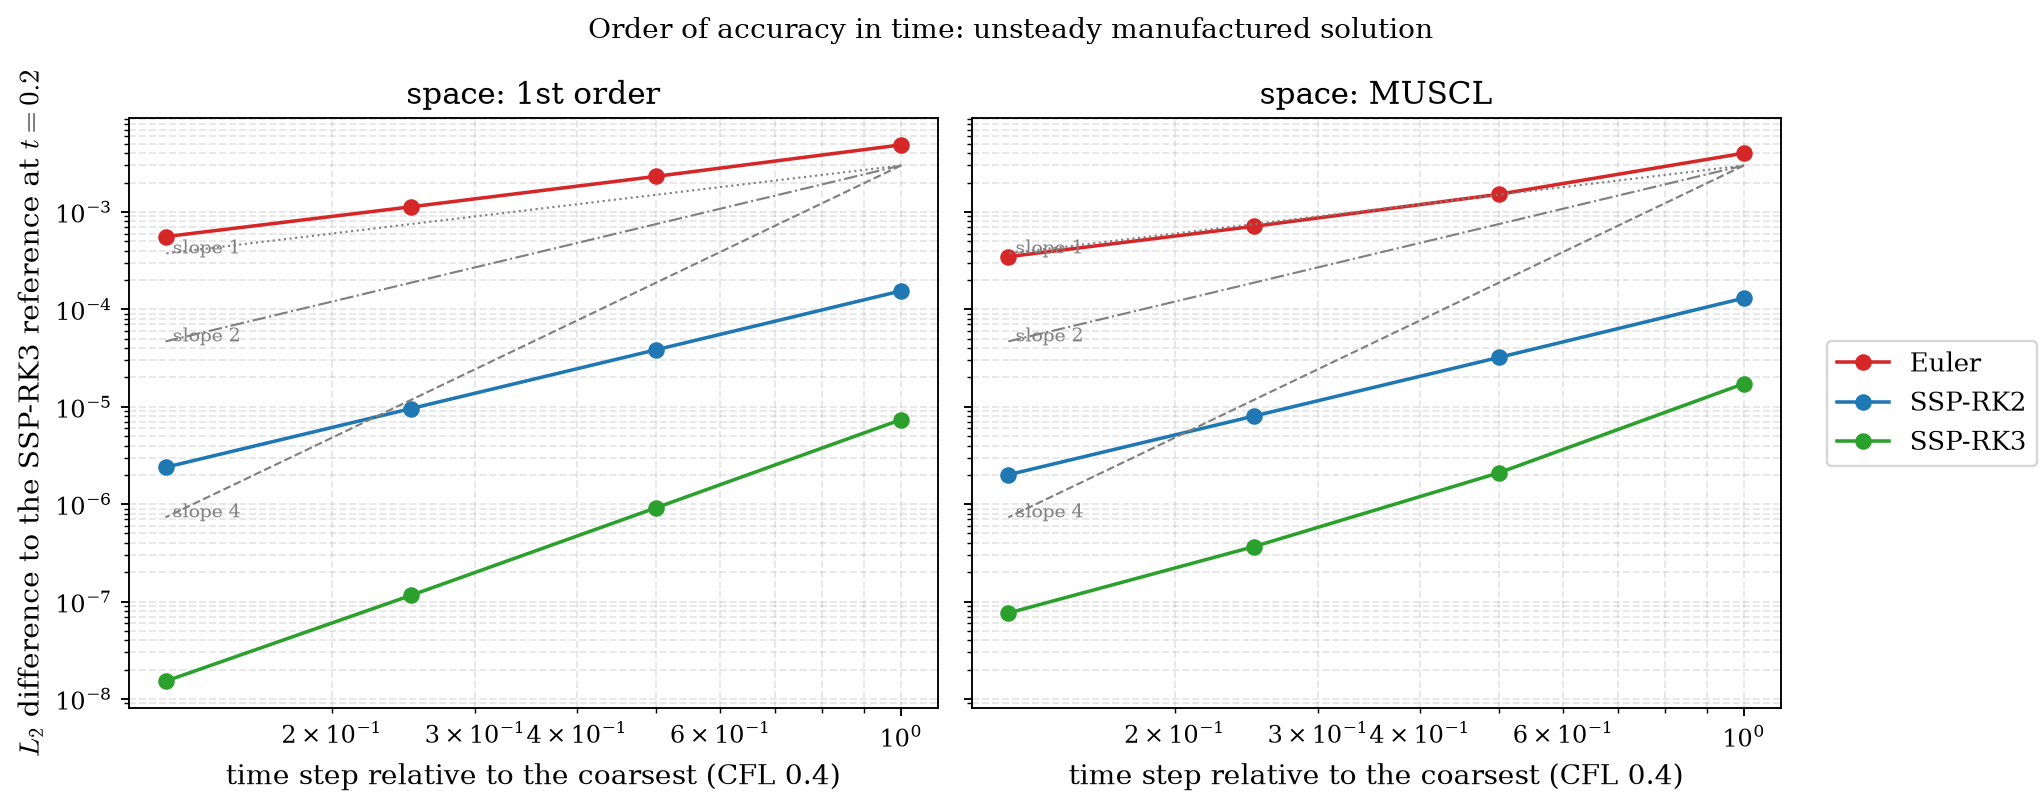 Order of accuracy in time: unsteady manufactured solution
space: 1st order
space: MUSCL
L₂ difference to the SSP-RK3 reference at t = 0.2
10⁻³
10⁻⁴
10⁻⁵
10⁻⁶
10⁻⁷
10⁻⁸
slope 1
slope 2
slope 4
2 × 10⁻¹
3 × 10⁻¹
4 × 10⁻¹
6 × 10⁻¹
10⁰
time step relative to the coarsest (CFL 0.4)
slope 1
slope 2
slope 4
2 × 10⁻¹
3 × 10⁻¹
4 × 10⁻¹
6 × 10⁻¹
10⁰
time step relative to the coarsest (CFL 0.4)
Euler
SSP-RK2
SSP-RK3